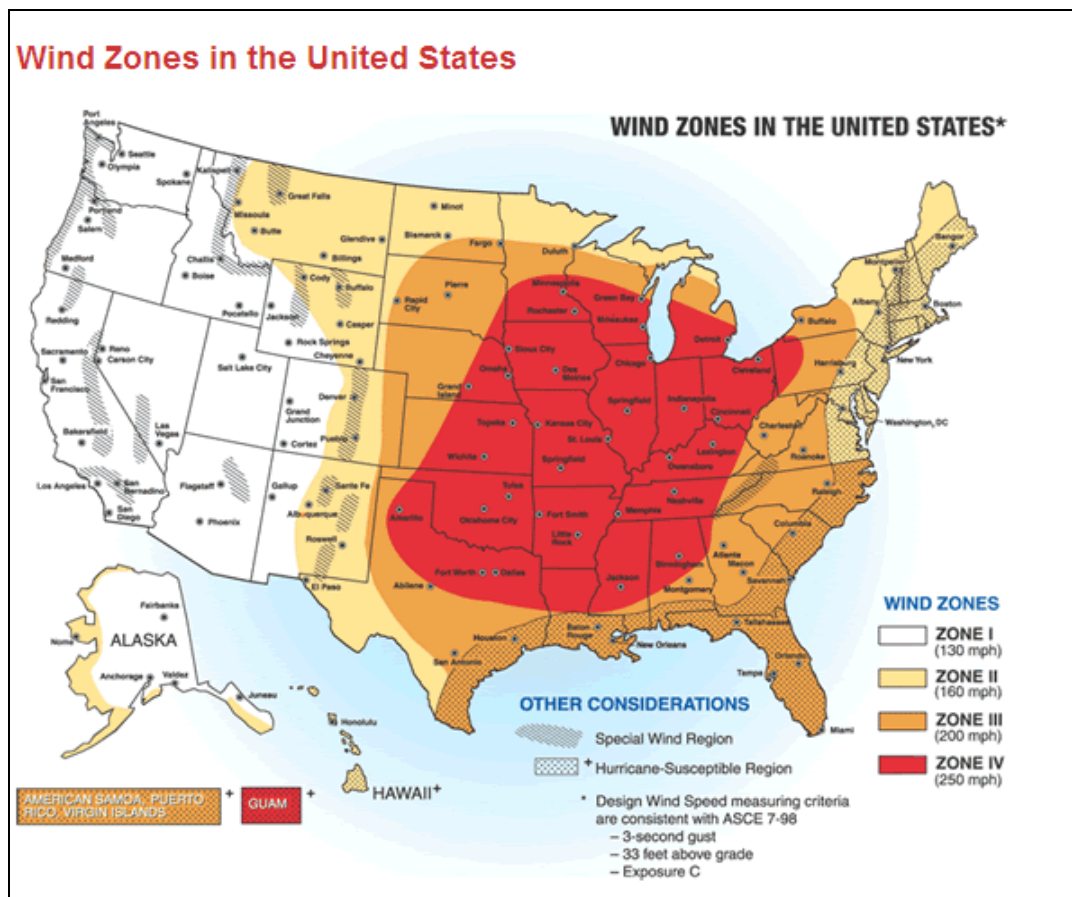 Wind Zones in the United States
WIND ZONES IN THE UNITED STATES*
Port
Angeles
Seattle
Olympia
Spokane
Kalispell
Great Falls
Portland
Salem
Missoula
Butte
Glendive
Billings
Minot
Bismarck
Fargo
Duluth
Bangor
Montpelier
Medford
Challis
Boise
Cody
Buffalo
Pierre
Rapid
City
Minneapolis
Green Bay
Rochester
Milwaukee
Albany
Boston
Buffalo
Redding
Pocatello
Jackson
Casper
Rock Springs
Cheyenne
Sioux City
Detroit
Chicago
Cleveland
Harrisburg
New York
Sacramento
Reno
Carson City
San
Francisco
Salt Lake City
Omaha
Des
Moines
Grand
Island
Denver
Grand
Junction
Springfield
Indianapolis
Cincinnati
Washington, DC
Bakersfield
Las
Vegas
Cortez
Pueblo
Topeka
Kansas City
St. Louis
Charleston
Lexington
Roanoke
Wichita
Springfield
Owensboro
Los Angeles
San
Bernadino
Flagstaff
Gallup
Sante Fe
Tulsa
Nashville
Raleigh
San
Diego
Phoenix
Albuquerque
Amarillo
Oklahoma City
Fort Smith
Memphis
Little
Rock
Columbia
Roswell
Atlanta
Macon
Birmingham
El Paso
Abilene
Fort Worth
Dallas
Jackson
Montgomery
Savannah
Tallahassee
Houston
Baton
Rouge
New Orleans
San Antonio
Orlando
Tampa
Miami
Fairbanks
Nome
ALASKA
Anchorage
Valdez
Juneau
Honolulu
HAWAII+
AMERICAN SAMOA, PUERTO
RICO, VIRGIN ISLANDS
+
GUAM
+
OTHER CONSIDERATIONS
Special Wind Region
+ Hurricane-Susceptible Region
* Design Wind Speed measuring criteria
are consistent with ASCE 7-98
– 3-second gust
– 33 feet above grade
– Exposure C
WIND ZONES
ZONE I
(130 mph)
ZONE II
(160 mph)
ZONE III
(200 mph)
ZONE IV
(250 mph)